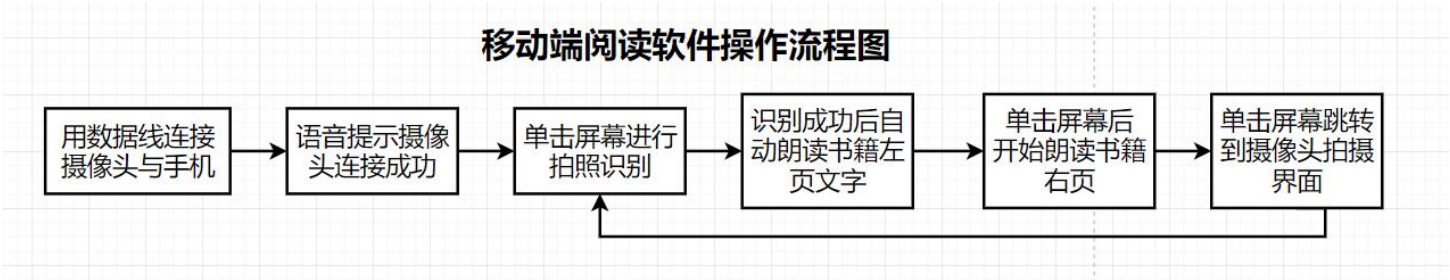 移动端阅读软件操作流程图
用数据线连接
摄像头与手机
语音提示摄像
头连接成功
单击屏幕进行
拍照识别
识别成功后自
动朗读书籍左
页文字
单击屏幕后
开始朗读书籍
右页
单击屏幕跳转
到摄像头拍摄
界面